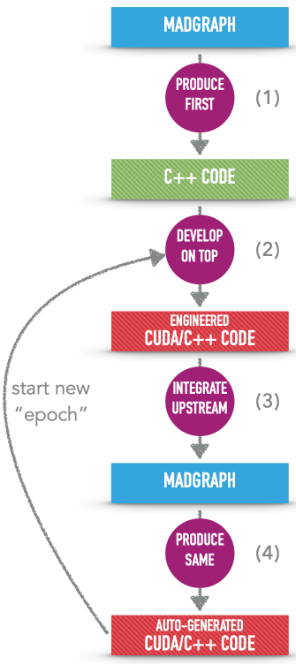 MADGRAPH
PRODUCE
FIRST
(1)
C++ CODE
DEVELOP
ON TOP
(2)
ENGINEERED
CUDA/C++ CODE
start new
"epoch"
INTEGRATE
UPSTREAM
(3)
MADGRAPH
PRODUCE
SAME
(4)
AUTO-GENERATED
CUDA/C++ CODE